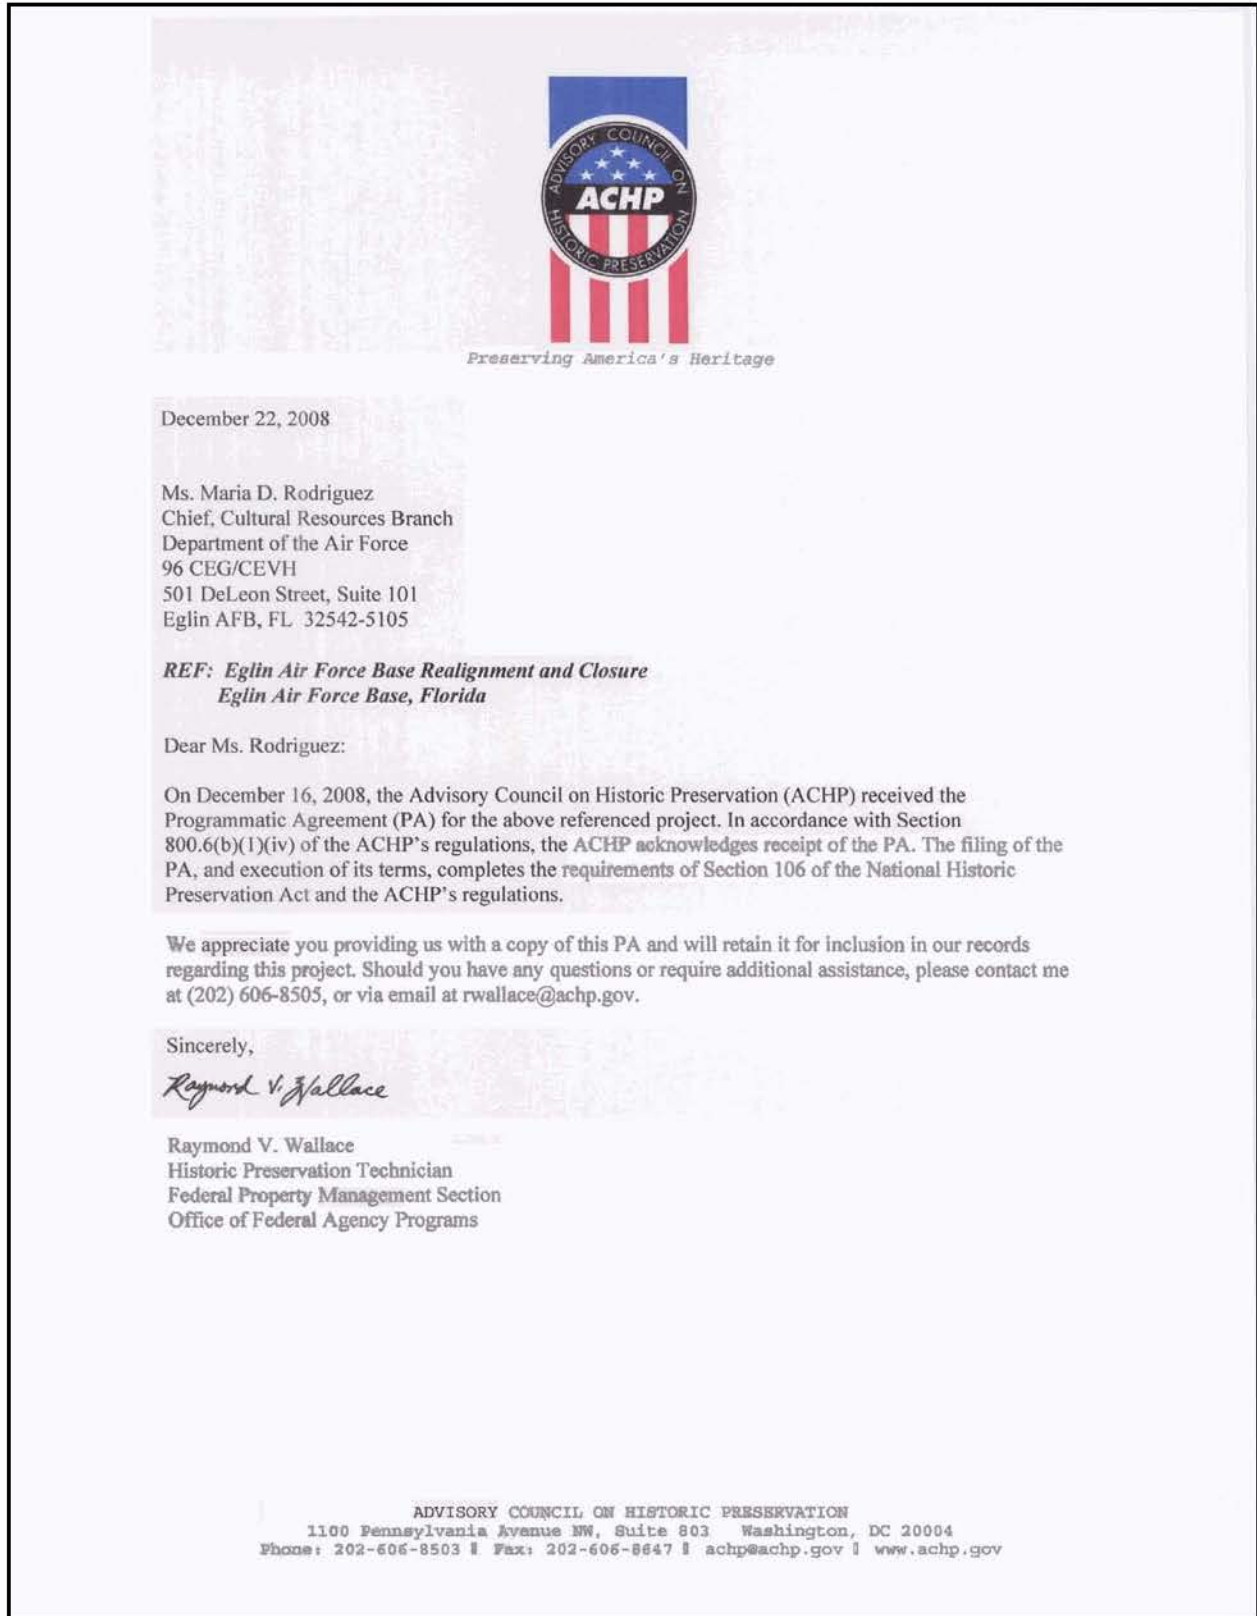 ADVISORY COUNCIL ON
ACHP
HISTORIC PRESERVATION
Preserving America's Heritage
December 22, 2008
Ms. Maria D. Rodriguez
Chief, Cultural Resources Branch
Department of the Air Force
96 CEG/CEVH
501 DeLeon Street, Suite 101
Eglin AFB, FL 32542-5105
REF: Eglin Air Force Base Realignment and Closure
Eglin Air Force Base, Florida
Dear Ms. Rodriguez:
On December 16, 2008, the Advisory Council on Historic Preservation (ACHP) received the
Programmatic Agreement (PA) for the above referenced project. In accordance with Section
800.6(b)(1)(iv) of the ACHP's regulations, the ACHP acknowledges receipt of the PA. The filing of the
PA, and execution of its terms, completes the requirements of Section 106 of the National Historic
Preservation Act and the ACHP's regulations.
We appreciate you providing us with a copy of this PA and will retain it for inclusion in our records
regarding this project. Should you have any questions or require additional assistance, please contact me
at (202) 606-8505, or via email at rwallace@achp.gov.
Sincerely,
Raymond V. Wallace
Raymond V. Wallace
Historic Preservation Technician
Federal Property Management Section
Office of Federal Agency Programs
ADVISORY COUNCIL ON HISTORIC PRESERVATION
1100 Pennsylvania Avenue NW, Suite 803 Washington, DC 20004
Phone: 202-606-8503 | Fax: 202-606-8647 | achp@achp.gov | www.achp.gov